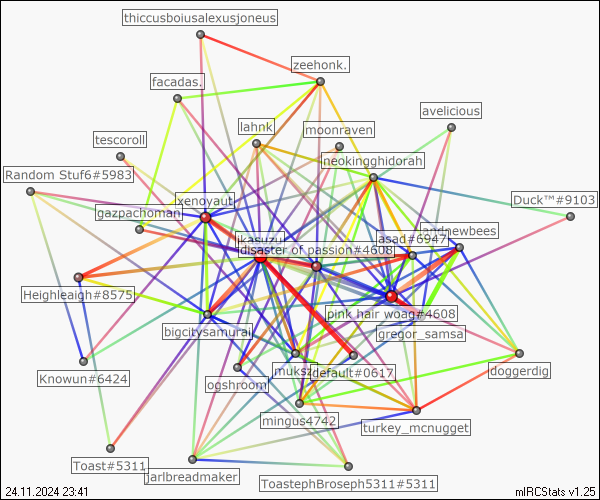 thiccusboiusalexusjoneus
zeehonk.
facadas.
avelicious
lahnk
moonraven
tescoroll
neokingghidorah
Random Stuf6#5983
xenoyaut
Duck™#9103
gazpachoman
andnewbees
ikasuzu
asad#6947
disaster of passion#4608
Heighleaigh#8575
pink hair woag#4608
bigcitysamurai
gregor_samsa
muksz
default#0617
doggerdig
Knowun#6424
ogshroom
mingus4742
turkey_mcnugget
Toast#5311
jarlbreadmaker
ToastephBroseph5311#5311
24.11.2024 23:41
mIRCStats v1.25